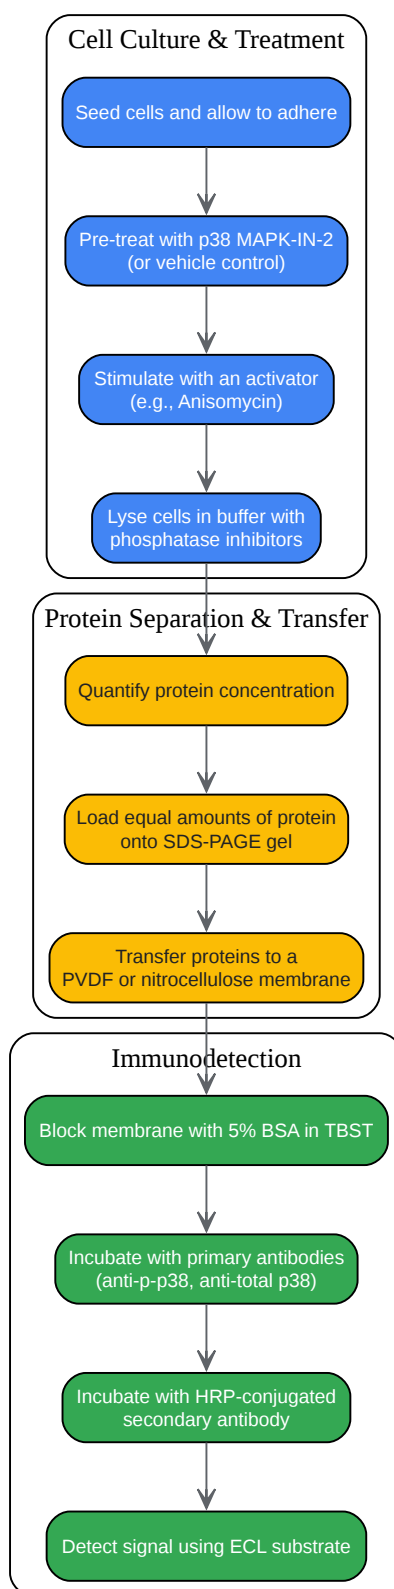 Cell Culture & Treatment
Seed cells and allow to adhere
Pre-treat with p38 MAPK-IN-2
(or vehicle control)
Stimulate with an activator
(e.g., Anisomycin)
Lyse cells in buffer with
phosphatase inhibitors
Protein Separation & Transfer
Quantify protein concentration
Load equal amounts of protein
onto SDS-PAGE gel
Transfer proteins to a
PVDF or nitrocellulose membrane
Immunodetection
Block membrane with 5% BSA in TBST
Incubate with primary antibodies
(anti-p-p38, anti-total p38)
Incubate with HRP-conjugated
secondary antibody
Detect signal using ECL substrate